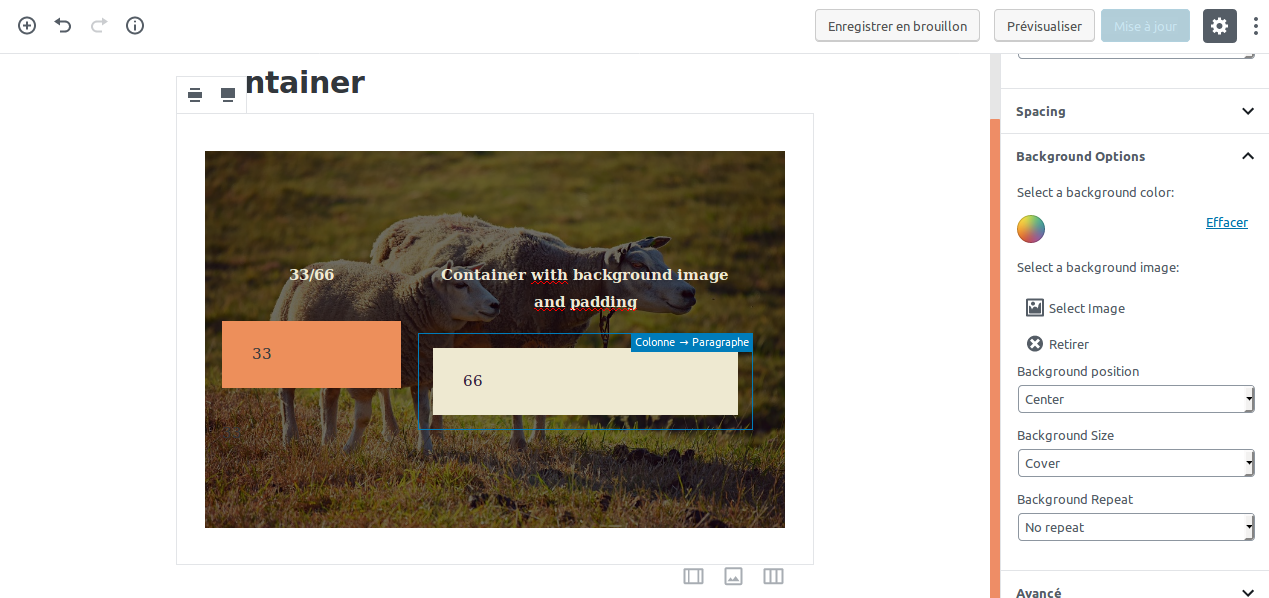 Enregistrer en brouillon
Prévisualiser
Mise à jour
ntainer
Spacing
Background Options
Select a background color:
Effacer
Select a background image:
Select Image
Retirer
Background position
Center
Background Size
Cover
Background Repeat
No repeat
Avancé
33/66
Container with background image
and padding
33
Colonne → Paragraphe
66